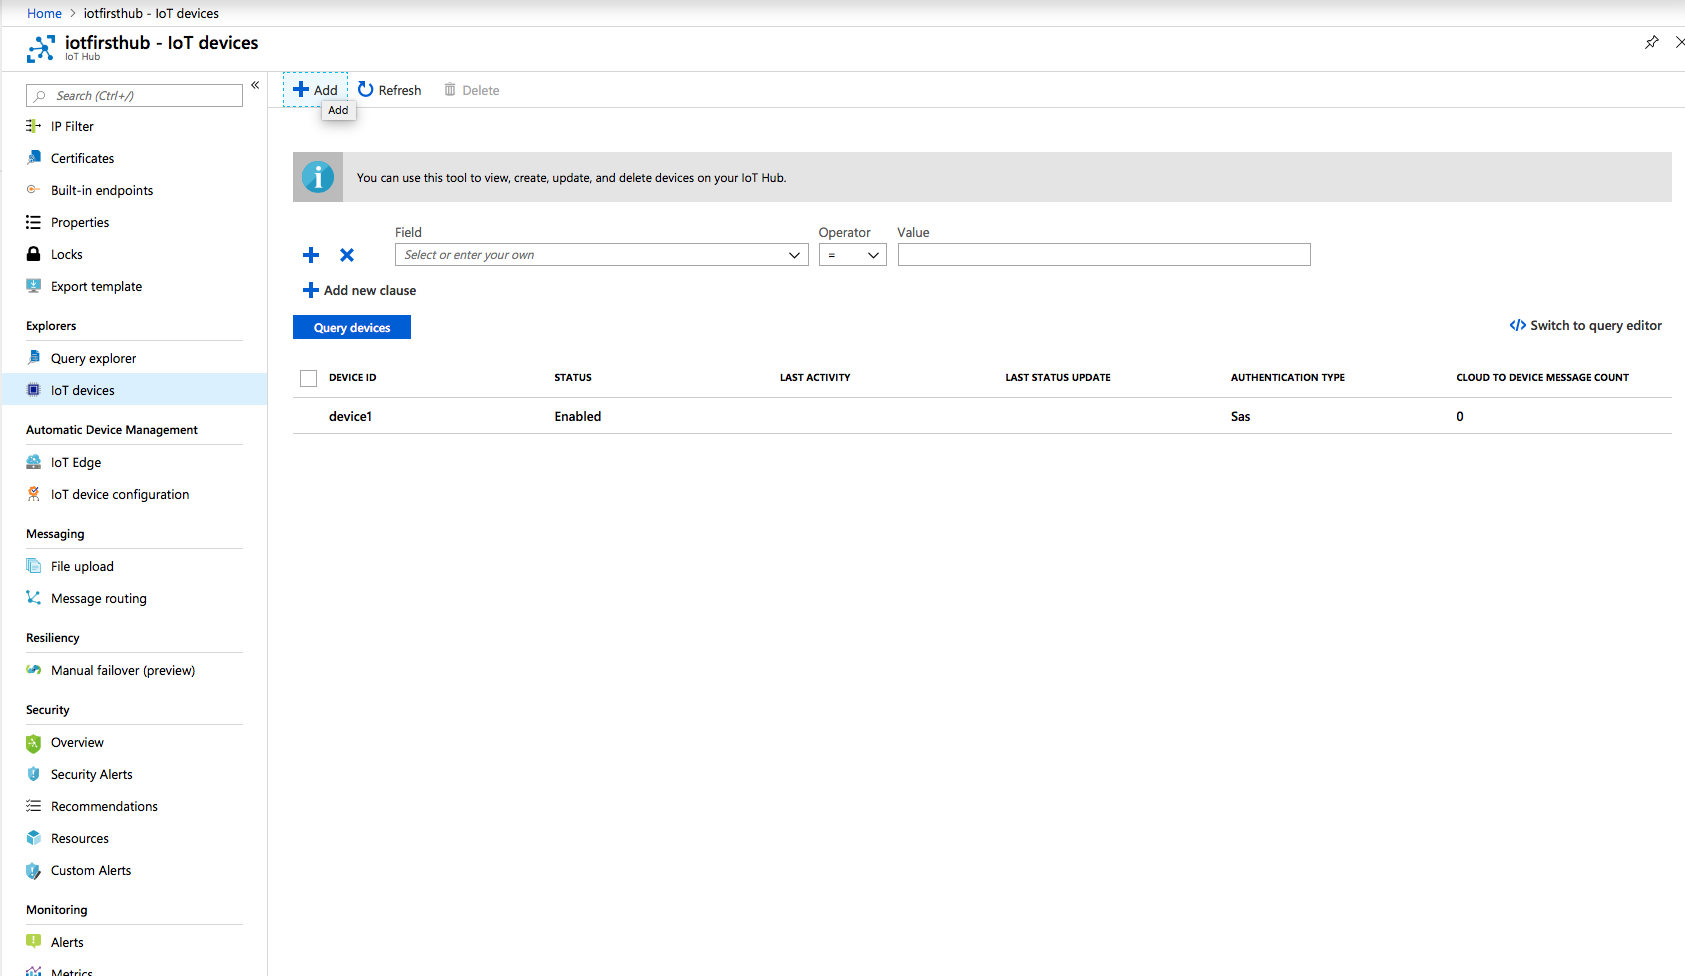 Home > iotfirsthub - IoT devices
iotfirsthub - IoT devices
IoT Hub
Search (Ctrl+/)
«
IP Filter
Certificates
Built-in endpoints
Properties
Locks
Export template
Explorers
Query explorer
IoT devices
Automatic Device Management
IoT Edge
IoT device configuration
Messaging
File upload
Message routing
Resiliency
Manual failover (preview)
Security
Overview
Security Alerts
Recommendations
Resources
Custom Alerts
Monitoring
Alerts
Metrics
Add Refresh Delete
Add
You can use this tool to view, create, update, and delete devices on your IoT Hub.
Field Operator Value
Select or enter your own =
Add new clause
Query devices
</> Switch to query editor
DEVICE ID STATUS LAST ACTIVITY LAST STATUS UPDATE AUTHENTICATION TYPE CLOUD TO DEVICE MESSAGE COUNT
device1 Enabled Sas 0